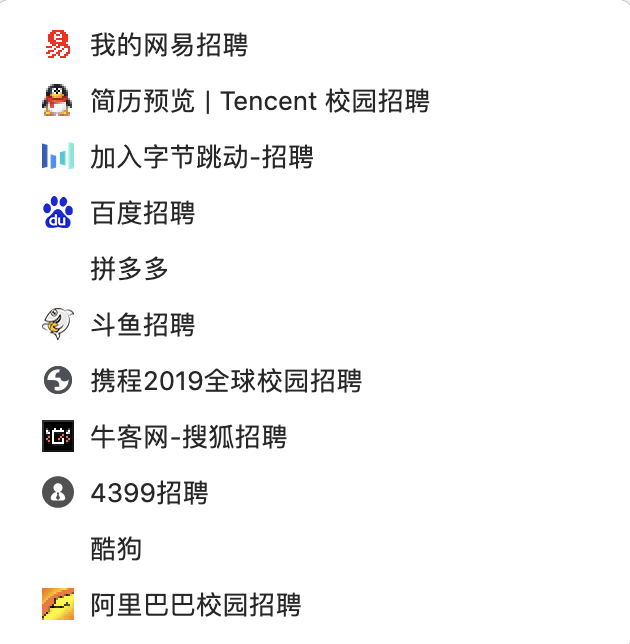 我的网易招聘
简历预览 | Tencent 校园招聘
加入字节跳动-招聘
du 百度招聘
拼多多
斗鱼招聘
携程2019全球校园招聘
牛客网-搜狐招聘
4399招聘
酷狗
阿里巴巴校园招聘